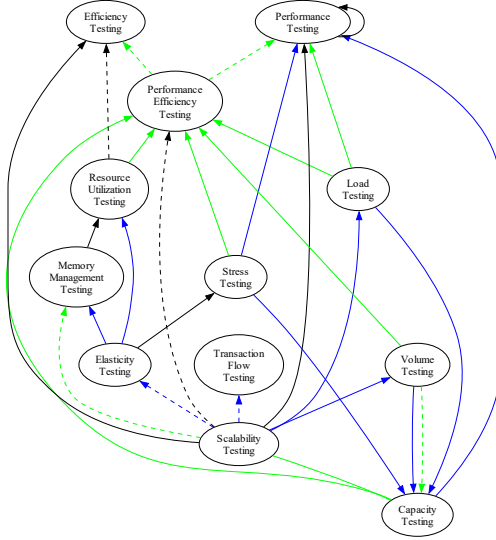 Efficiency
Testing
Performance
Testing
Performance
Efficiency
Testing
Resource
Utilization
Testing
Load
Testing
Memory
Management
Testing
Stress
Testing
Elasticity
Testing
Transaction
Flow
Testing
Volume
Testing
Scalability
Testing
Capacity
Testing